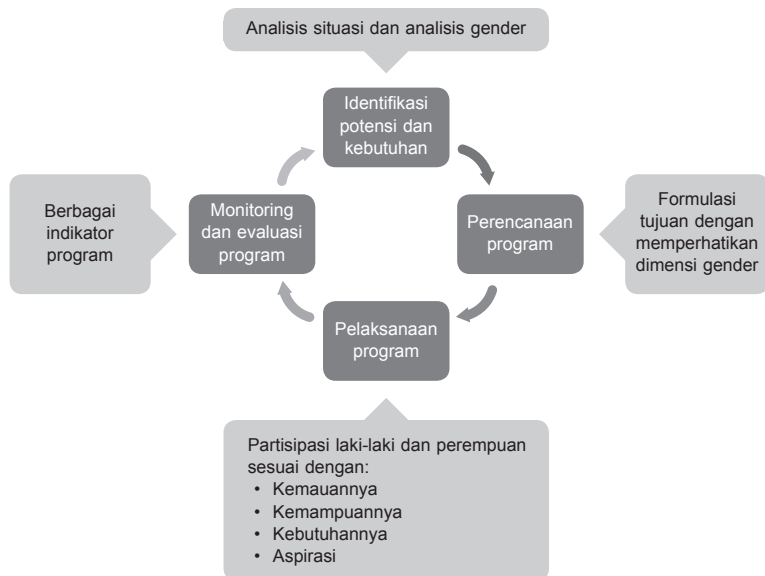 Analisis situasi dan analisis gender
Identifikasi
potensi dan
kebutuhan
Berbagai
indikator
program
Monitoring
dan evaluasi
program
Perencanaan
program
Formulasi
tujuan dengan
memperhatikan
dimensi gender
Pelaksanaan
program
Partisipasi laki-laki dan perempuan
sesuai dengan:
• Kemauannya
• Kemampuannya
• Kebutuhannya
• Aspirasi